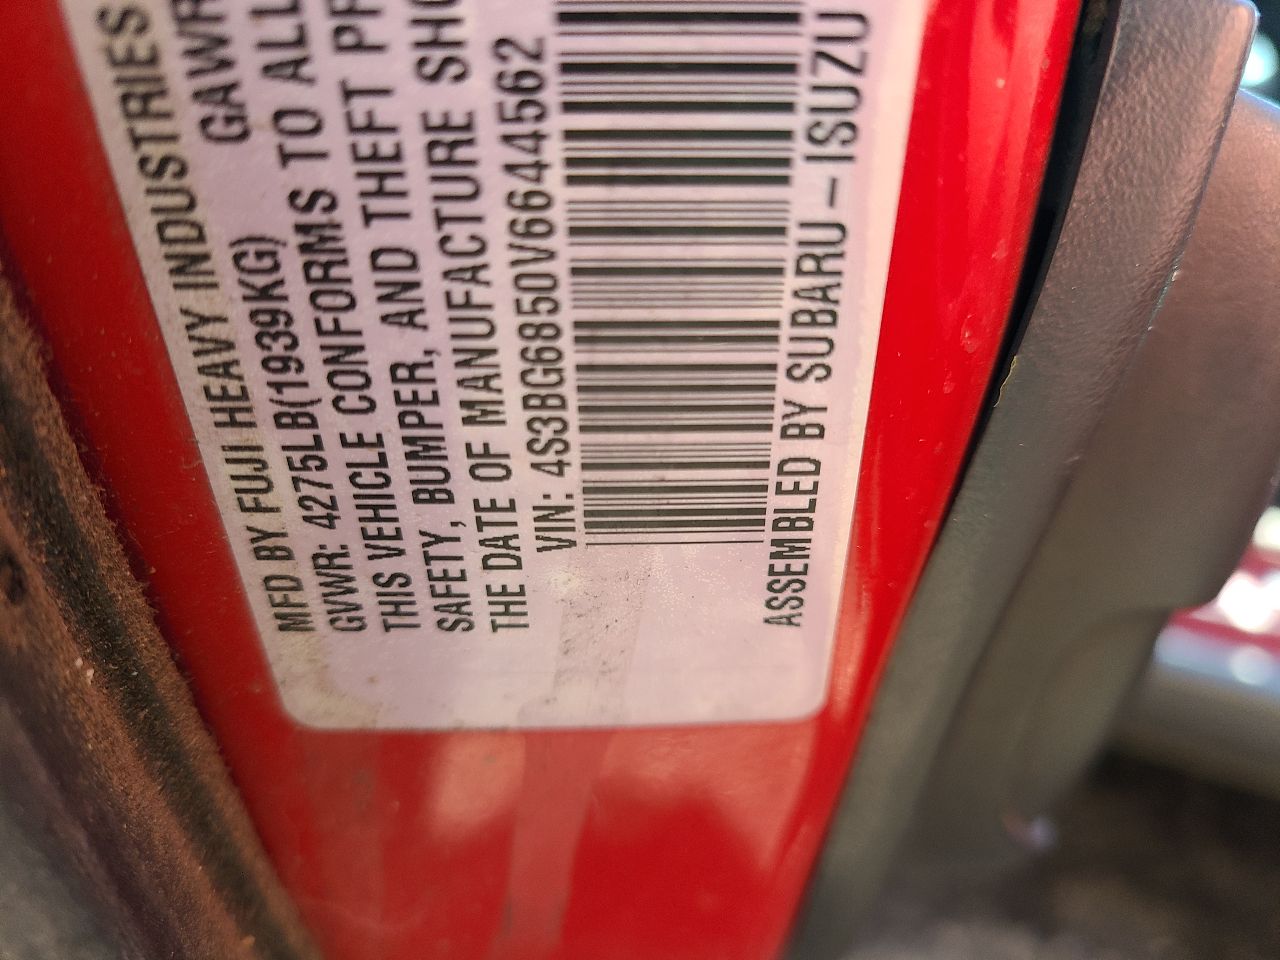 MFD BY FUJI HEAVY INDUSTRIES
GVWR: 4275LB(1939KG) GAWR
THIS VEHICLE CONFORMS TO ALL
SAFETY, BUMPER, AND THEFT PR
THE DATE OF MANUFACTURE SHO
VIN: 4S3BG6850V6644562
ASSEMBLED BY SUBARU-ISUZU